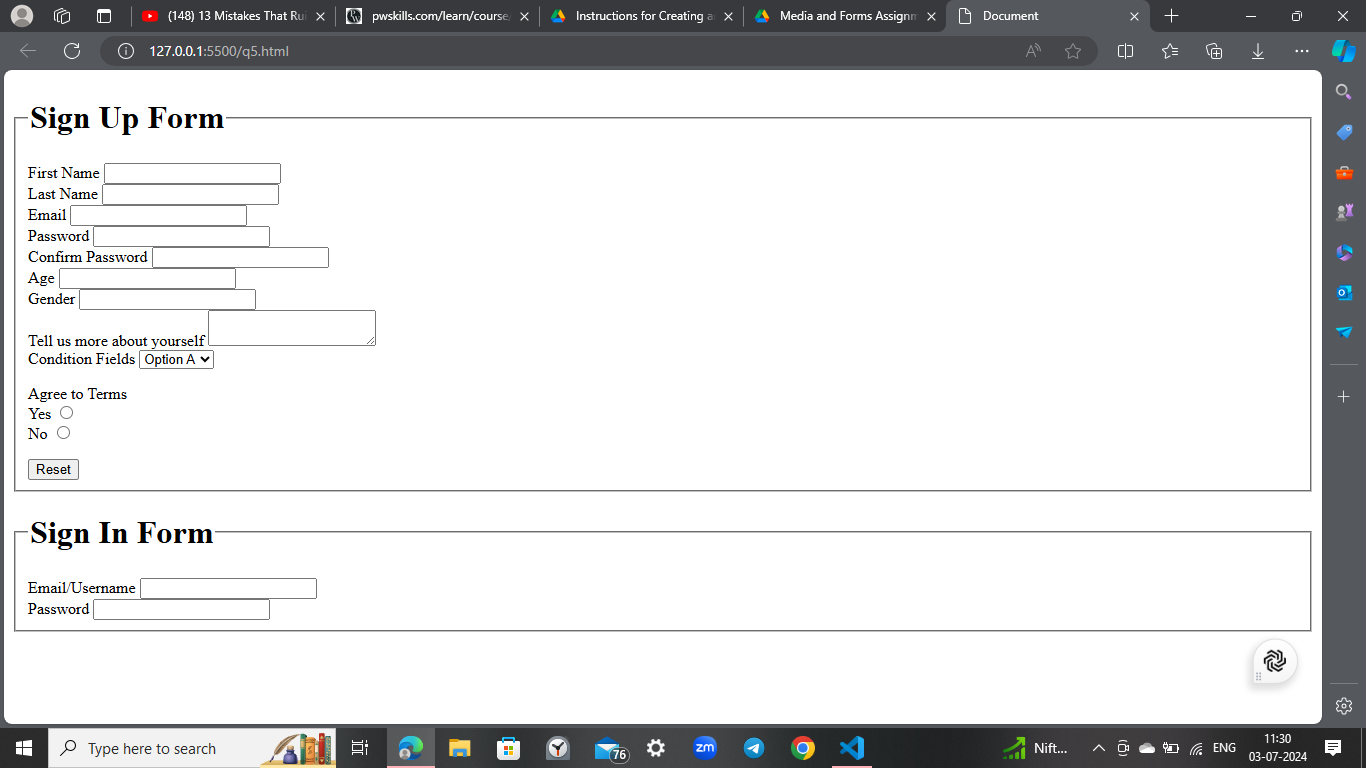 (148) 13 Mistakes That Rui
pwskills.com/learn/course/
Instructions for Creating a
Media and Forms Assignm
Document
127.0.0.1:5500/q5.html
Sign Up Form
First Name
Last Name
Email
Password
Confirm Password
Age
Gender
Tell us more about yourself
Condition Fields Option A
Agree to Terms
Yes
No
Reset
Sign In Form
Email/Username
Password
Type here to search
76
zm
Nift...
ENG
11:30
03-07-2024